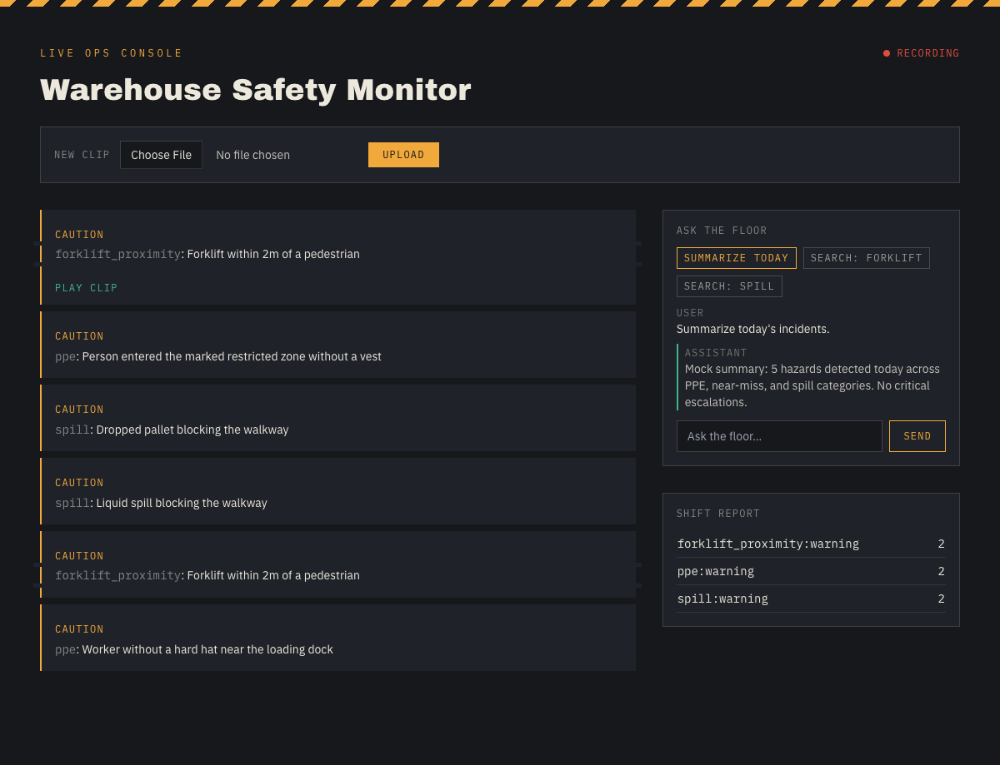 LIVE OPS CONSOLE
RECORDING
Warehouse Safety Monitor
NEW CLIP Choose File No file chosen UPLOAD
CAUTION
forklift_proximity: Forklift within 2m of a pedestrian
PLAY CLIP
CAUTION
ppe: Person entered the marked restricted zone without a vest
CAUTION
spill: Dropped pallet blocking the walkway
CAUTION
spill: Liquid spill blocking the walkway
CAUTION
forklift_proximity: Forklift within 2m of a pedestrian
CAUTION
ppe: Worker without a hard hat near the loading dock
ASK THE FLOOR
SUMMARIZE TODAY SEARCH: FORKLIFT
SEARCH: SPILL
USER
Summarize today's incidents.
ASSISTANT
Mock summary: 5 hazards detected today across
PPE, near-miss, and spill categories. No critical
escalations.
Ask the floor... SEND
SHIFT REPORT
forklift_proximity:warning 2
ppe:warning 2
spill:warning 2